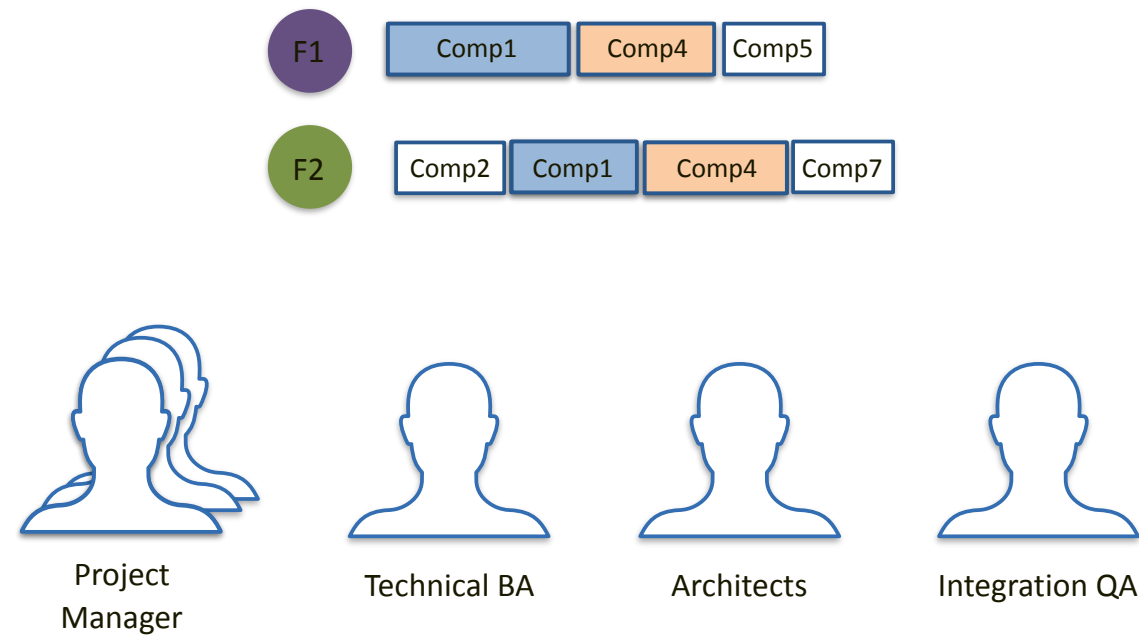 F1 Comp1 Comp4 Comp5
F2 Comp2 Comp1 Comp4 Comp7
Project
Manager
Technical BA
Architects
Integration QA